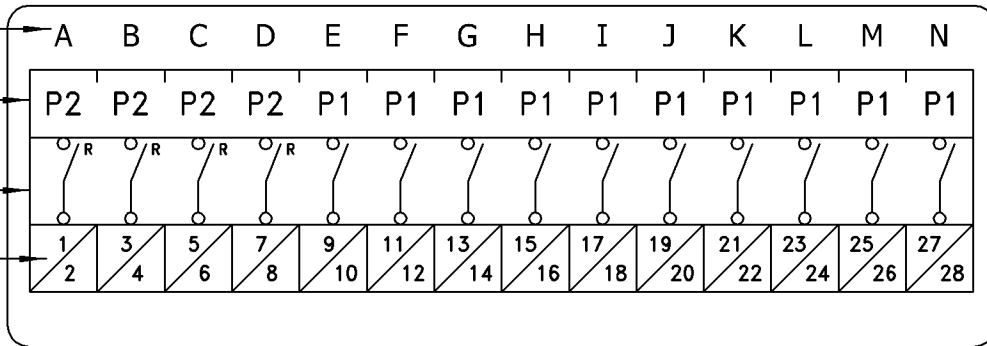 A B C D E F G H I J K L M N
P2 P2 P2 P2 P1 P1 P1 P1 P1 P1 P1 P1 P1 P1
R R R R
1 3 5 7 9 11 13 15 17 19 21 23 25 27
2 4 6 8 10 12 14 16 18 20 22 24 26 28